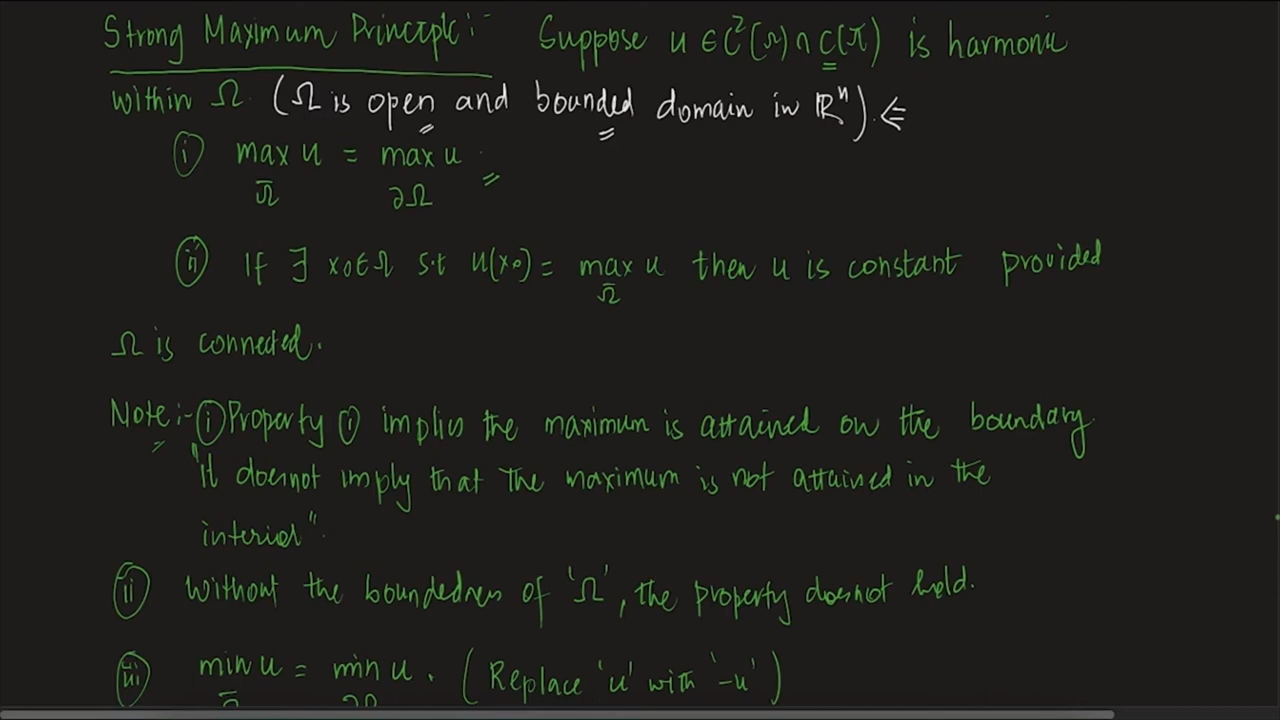 Strong Maximum Principle:- Suppose u ∈ C²(Ω) ∩ C(Ω̄) is harmonic
within Ω. (Ω is open and bounded domain in ℝⁿ). ⇐
(i) max u = max u
Ω̄ ∂Ω
(ii) If ∃ x₀∈Ω s.t u(x₀) = max u then u is constant provided
Ω̄
Ω is connected.
Note:- (i) Property (i) implies the maximum is attained on the boundary.
"It doesnot imply that the maximum is not attained in the
interior".
(ii) Without the boundedness of 'Ω', the property doesnot hold.
(iii) min u = min u. (Replace 'u' with '-u')
Ω̄ ∂Ω